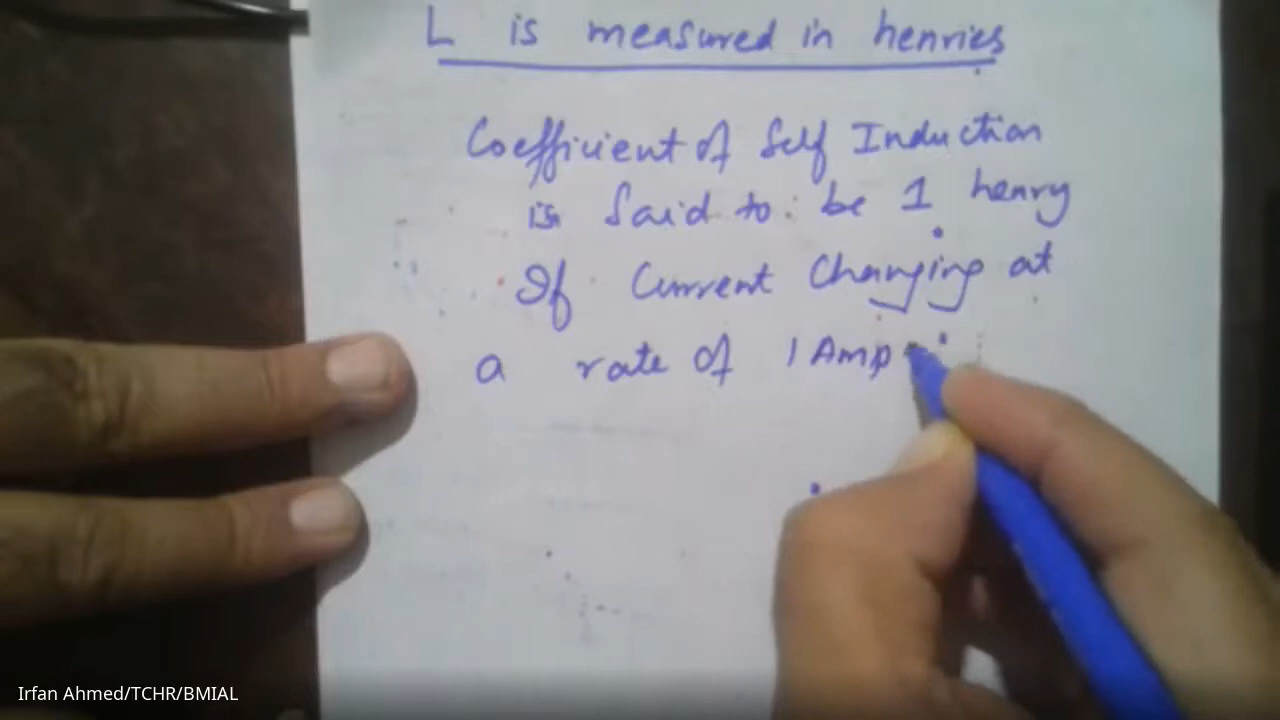 L is measured in henries
Coefficient of Self Induction
is Said to be 1 henry
If Current Changing at
a rate of 1 Amp
Irfan Ahmed/TCHR/BMIAL